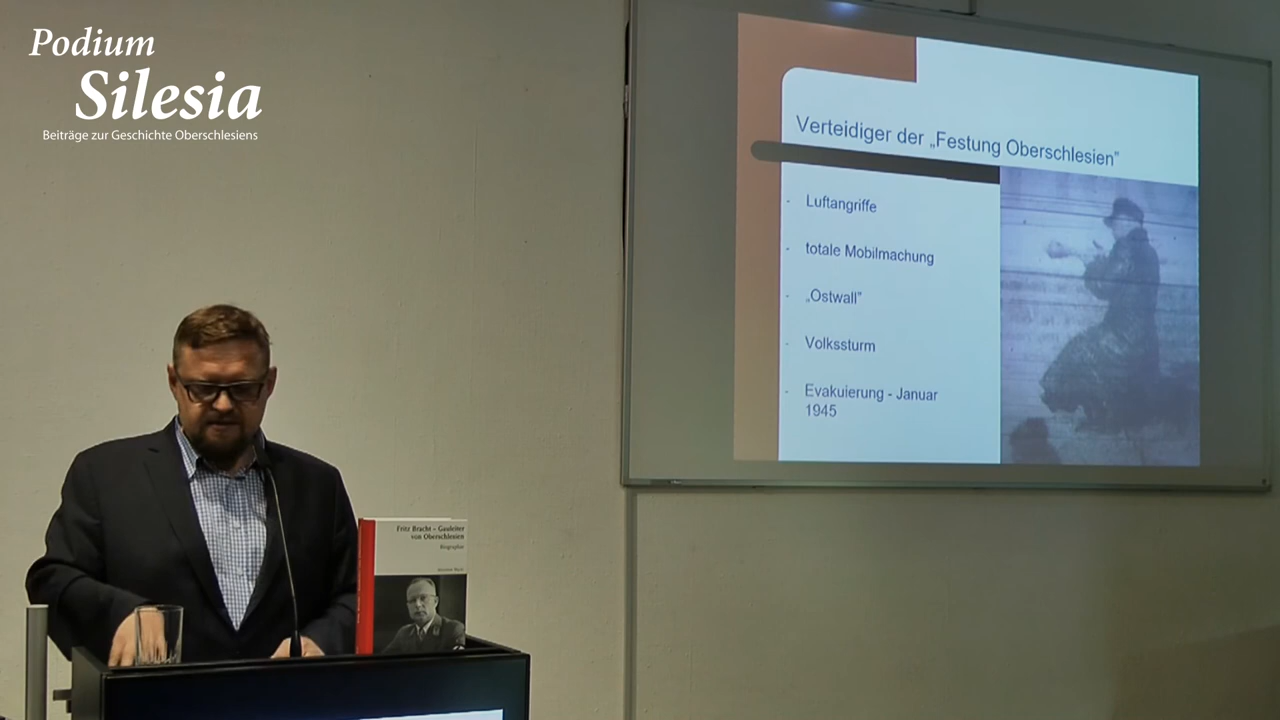 Podium
Silesia
Beiträge zur Geschichte Oberschlesiens
Verteidiger der „Festung Oberschlesien”
- Luftangriffe
- totale Mobilmachung
- „Ostwall”
- Volkssturm
- Evakuierung - Januar
1945
Fritz Bracht – Gauleiter
von Oberschlesien
Biographie